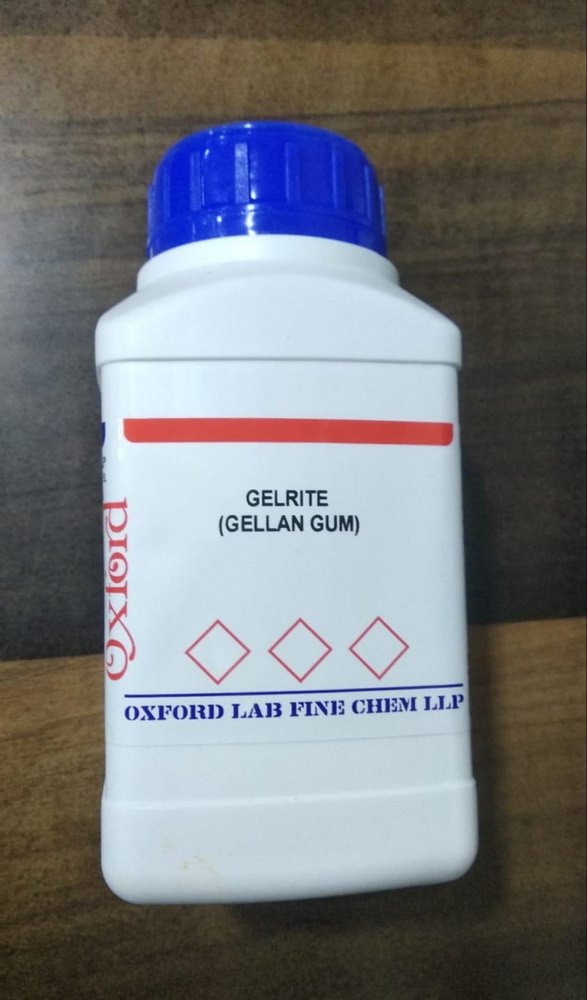 GELRITE
(GELLAN GUM)
Oxford
OXFORD LAB FINE CHEM LLP